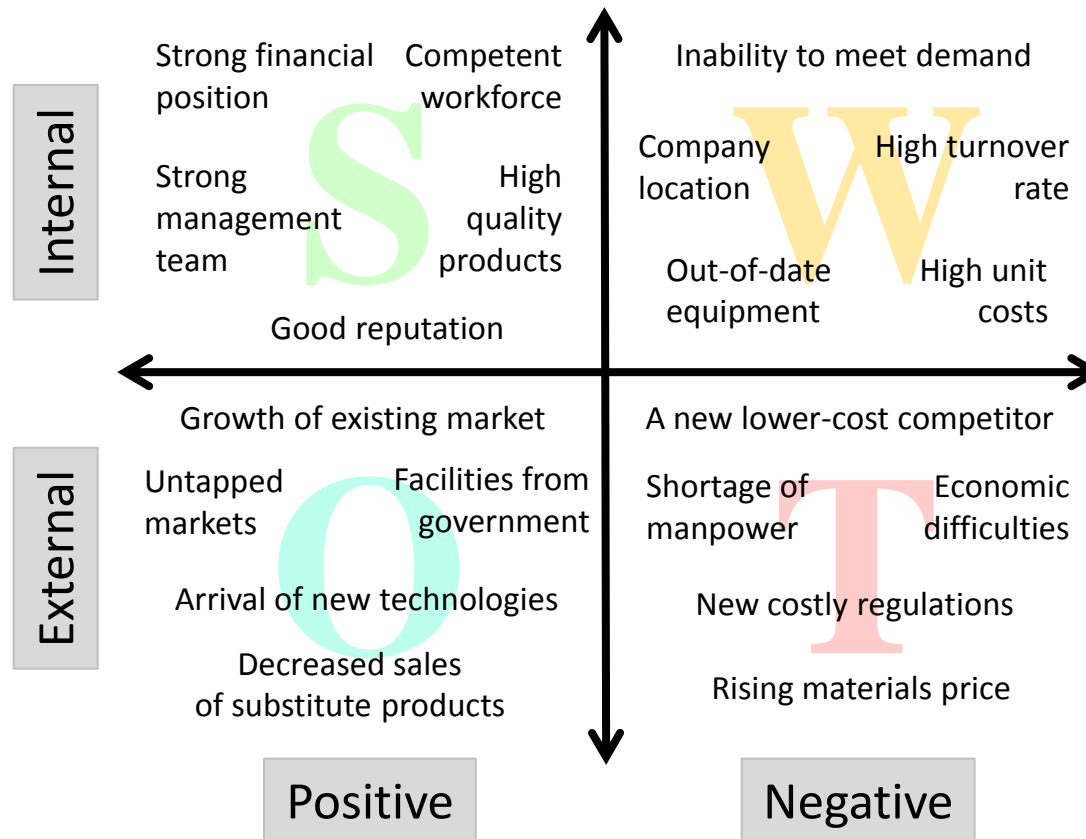 Internal
Strong financial
position
Competent
workforce
Strong
management
team
High
quality
products
Good reputation
S
Inability to meet demand
Company
location
High turnover
rate
Out-of-date
equipment
High unit
costs
W
External
Growth of existing market
Untapped
markets
Facilities from
government
Arrival of new technologies
Decreased sales
of substitute products
O
A new lower-cost competitor
Shortage of
manpower
Economic
difficulties
New costly regulations
Rising materials price
T
Positive
Negative